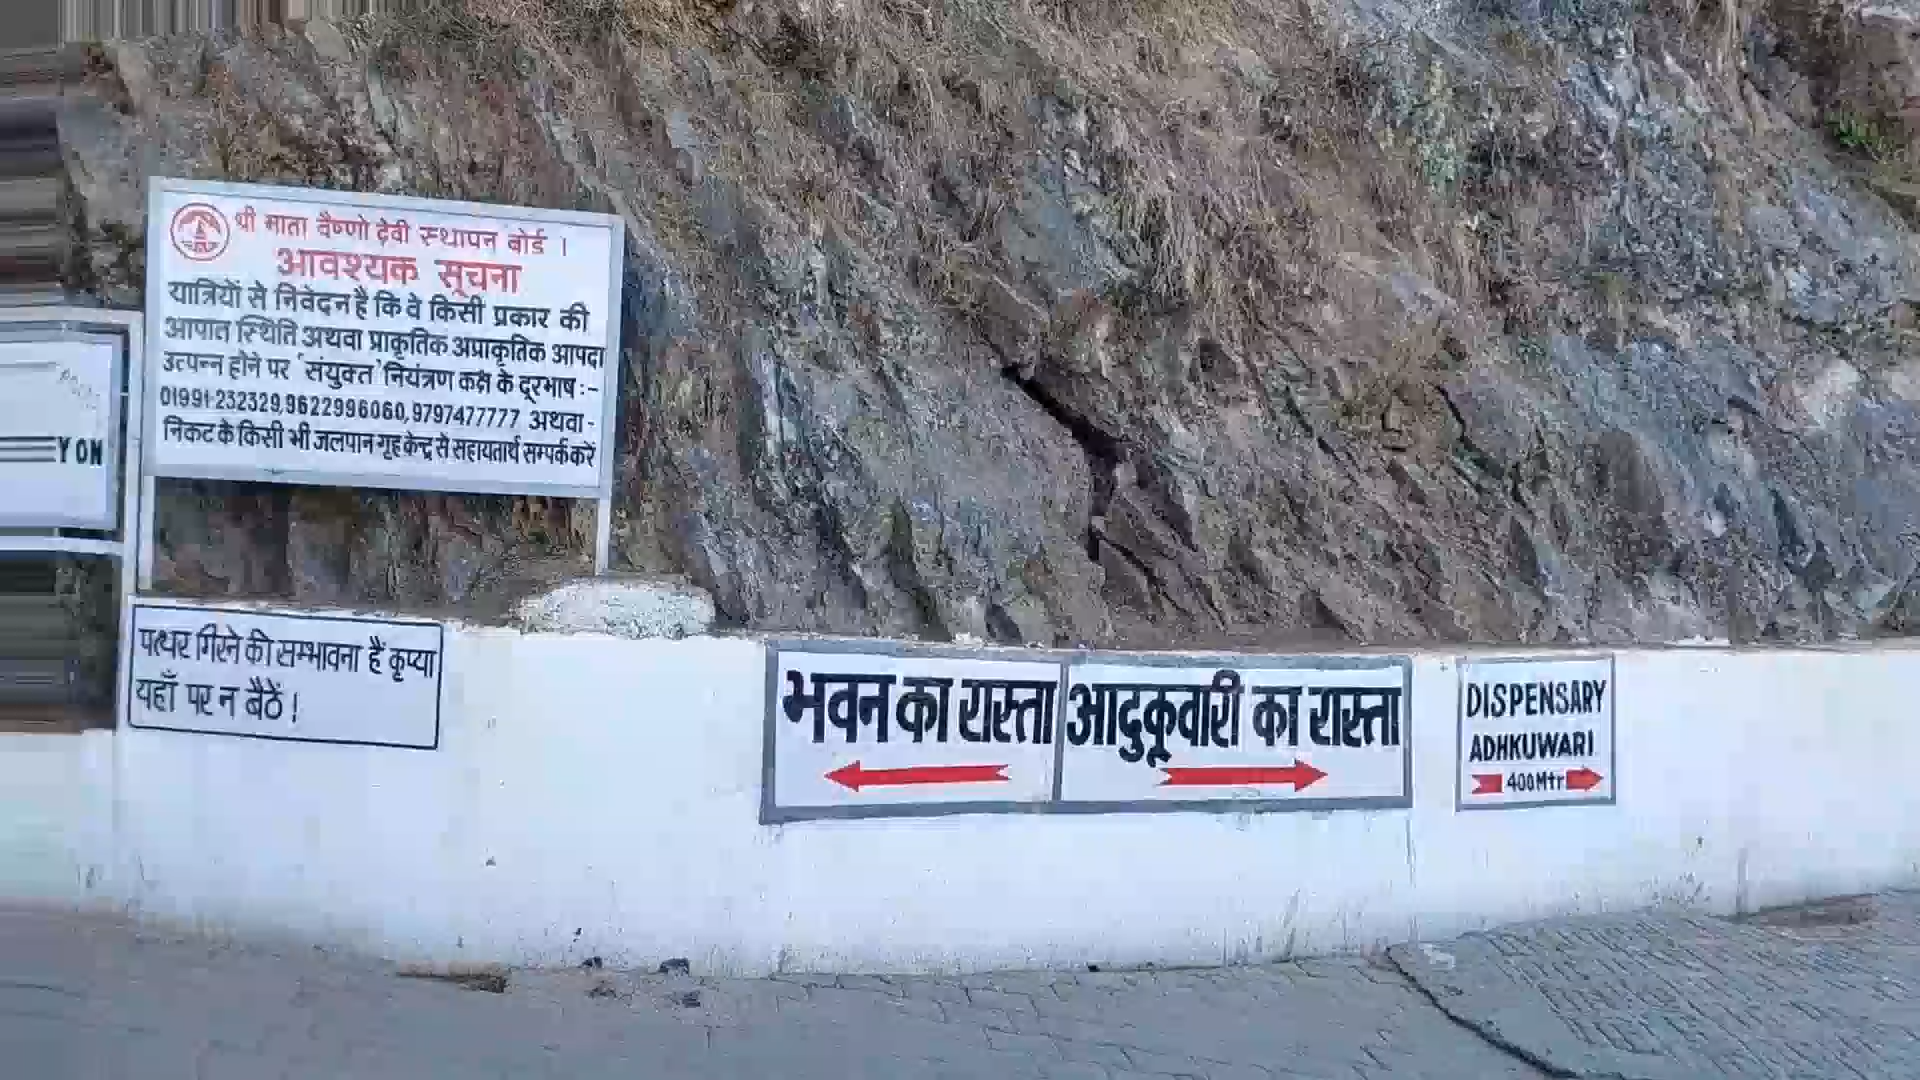 श्री माता वैष्णो देवी स्थापन बोर्ड ।
आवश्यक सूचना
यात्रियों से निवेदन है कि वे किसी प्रकार की
आपात स्थिति अथवा प्राकृतिक अप्राकृतिक आपदा
उत्पन्न होने पर 'संयुक्त' नियंत्रण कक्ष के दूरभाष :-
01991-232329, 9622996060, 9797477777 अथवा -
निकट के किसी भी जलपान गृह केन्द्र से सहायतार्थ सम्पर्क करें
YON
पत्थर गिरने की सम्भावना हैं कृप्या
यहाँ पर न बैठें !
भवन का रास्ता
आदुकूवारी का रास्ता
DISPENSARY
ADHKUWARI
400Mtr